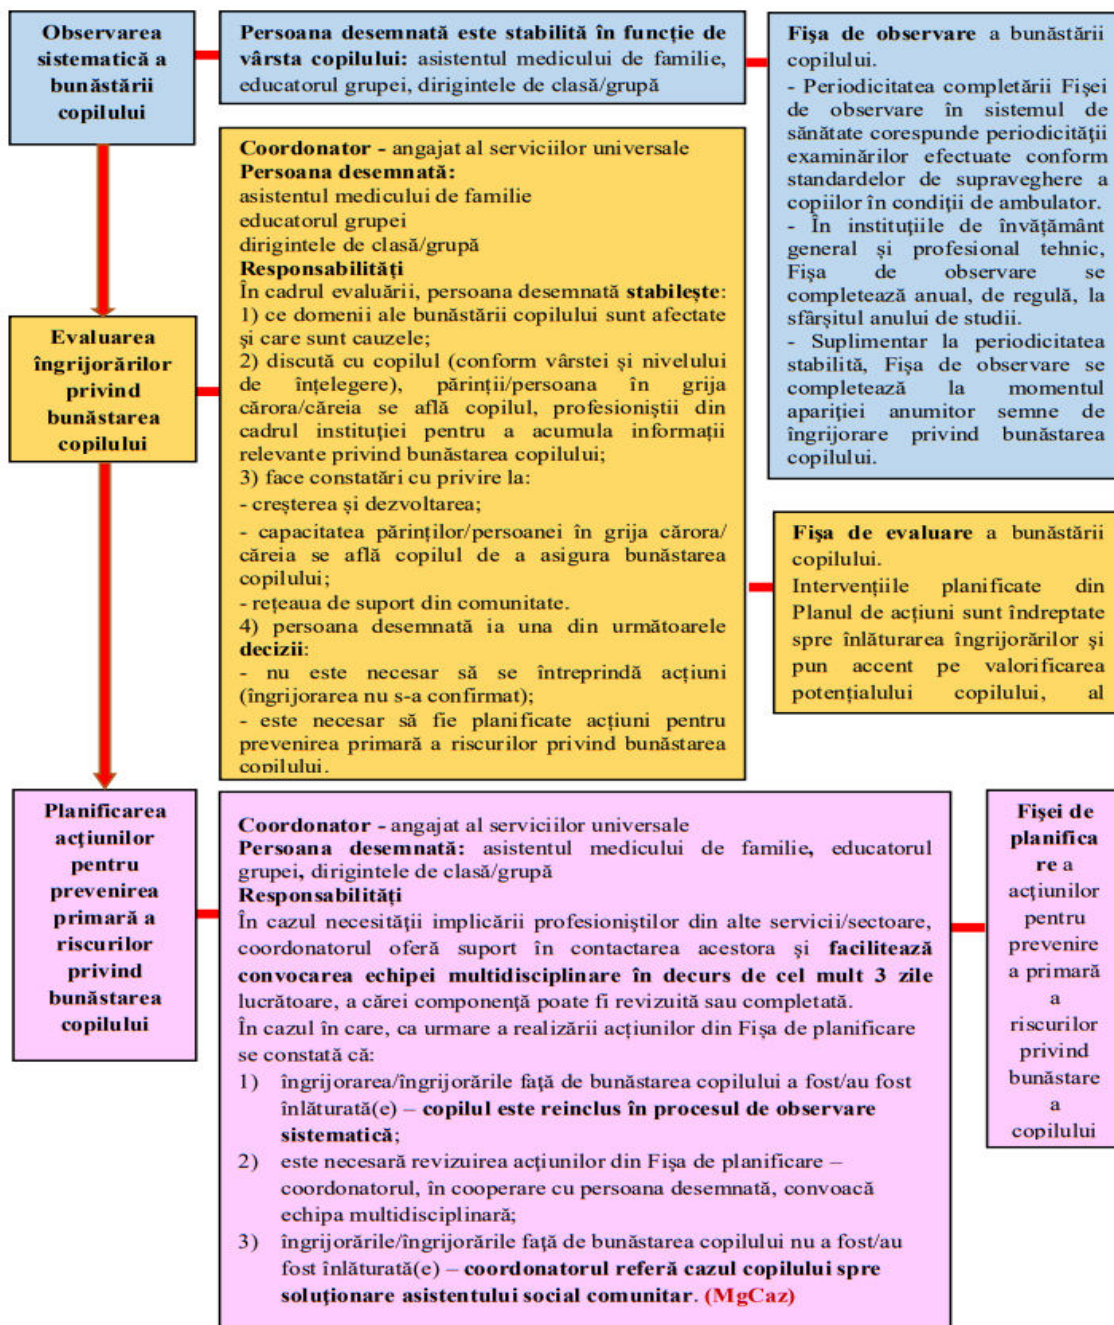 Observarea
sistematică a
bunăstării
copilului
Persoana desemnată este stabilită în funcție de
vârsta copilului: asistentul medicului de familie,
educatorul grupei, dirigintele de clasă/grupă
Fişa de observare a bunăstării
copilului.
- Periodicitatea completării Fişei
de observare în sistemul de
sănătate corespunde periodicității
examinărilor efectuate conform
standardelor de supraveghere a
copiilor în condiții de ambulator.
- În instituțiile de învățământ
general și profesional tehnic,
Fişa de observare se
completează anual, de regulă, la
sfârșitul anului de studii.
- Suplimentar la periodicitatea
stabilită, Fişa de observare se
completează la momentul
apariției anumitor semne de
îngrijorare privind bunăstarea
copilului.
Evaluarea
îngrijorărilor
privind
bunăstarea
copilului
Coordonator - angajat al serviciilor universale
Persoana desemnată:
asistentul medicului de familie
educatorul grupei
dirigintele de clasă/grupă
Responsabilități
În cadrul evaluării, persoana desemnată stabilește:
1) ce domenii ale bunăstării copilului sunt afectate
și care sunt cauzele;
2) discută cu copilul (conform vârstei și nivelului
de înțelegere), părinții/persoana în grija
cărora/căreia se află copilul, profesioniștii din
cadrul instituției pentru a acumula informații
relevante privind bunăstarea copilului;
3) face constatări cu privire la:
- creșterea și dezvoltarea;
- capacitatea părinților/persoanei în grija cărora/
căreia se află copilul de a asigura bunăstarea
copilului;
- rețeaua de suport din comunitate.
4) persoana desemnată ia una din următoarele
decizii:
- nu este necesar să se întreprindă acțiuni
(îngrijorarea nu s-a confirmat);
- este necesar să fie planificate acțiuni pentru
prevenirea primară a riscurilor privind bunăstarea
copilului.
Fişa de evaluare a bunăstării
copilului.
Intervențiile planificate din
Planul de acțiuni sunt îndreptate
spre înlăturarea îngrijorărilor și
pun accent pe valorificarea
potențialului copilului, al
Planificarea
acțiunilor
pentru
prevenirea
primară a
riscurilor
privind
bunăstarea
copilului
Coordonator - angajat al serviciilor universale
Persoana desemnată: asistentul medicului de familie, educatorul
grupei, dirigintele de clasă/grupă
Responsabilități
În cazul necesității implicării profesioniștilor din alte servicii/sectoare,
coordonatorul oferă suport în contactarea acestora și facilitează
convocarea echipei multidisciplinare în decurs de cel mult 3 zile
lucrătoare, a cărei componență poate fi revizuită sau completată.
În cazul în care, ca urmare a realizării acțiunilor din Fișa de planificare
se constată că:
1) îngrijorarea/îngrijorările față de bunăstarea copilului a fost/au fost
înlăturată(e) – copilul este reinclus în procesul de observare
sistematică;
2) este necesară revizuirea acțiunilor din Fișa de planificare –
coordonatorul, în cooperare cu persoana desemnată, convoacă
echipa multidisciplinară;
3) îngrijorările/îngrijorările față de bunăstarea copilului nu a fost/au
fost înlăturată(e) – coordonatorul referă cazul copilului spre
soluționare asistentului social comunitar. (MgCaz)
Fişei de
planifica
re a
acțiunilor
pentru
prevenire
a primară
a
riscurilor
privind
bunăstare
a
copilului